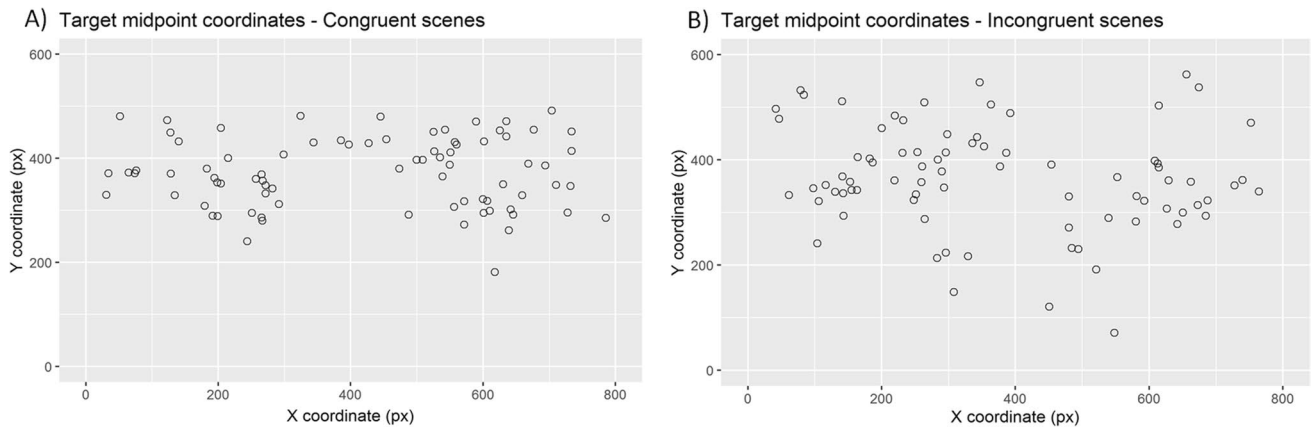 A) Target midpoint coordinates - Congruent scenes
600
400
200
0
Y coordinate (px)
0 200 400 600 800
X coordinate (px)
B) Target midpoint coordinates - Incongruent scenes
600
400
200
0
Y coordinate (px)
0 200 400 600 800
X coordinate (px)